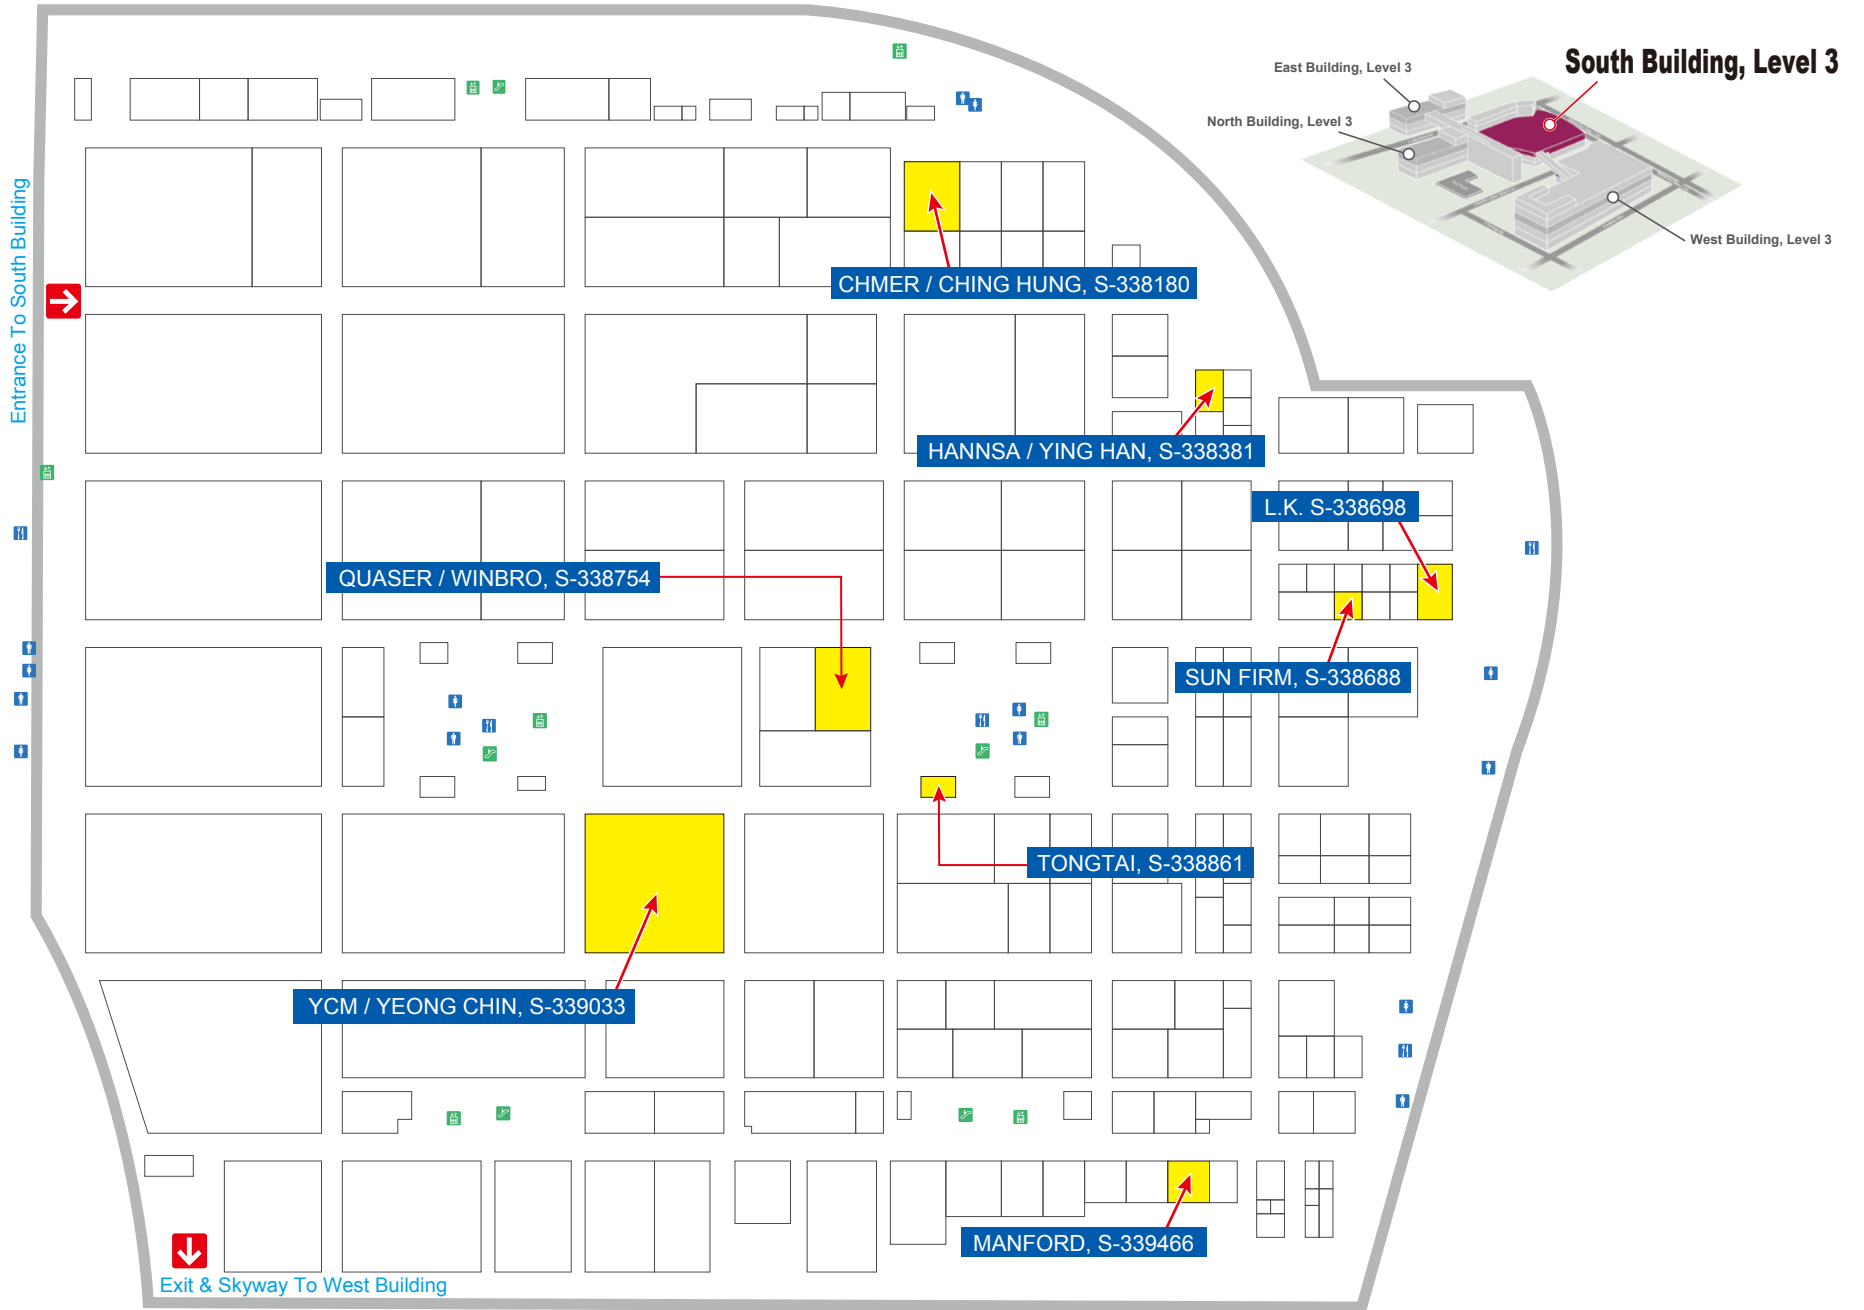 South Building, Level 3
East Building, Level 3
North Building, Level 3
West Building, Level 3
Entrance To South Building
CHMER / CHING HUNG, S-338180
HANNSA / YING HAN, S-338381
L.K. S-338698
QUASER / WINBRO, S-338754
SUN FIRM, S-338688
TONGTAI, S-338861
YCM / YEONG CHIN, S-339033
MANFORD, S-339466
Exit & Skyway To West Building